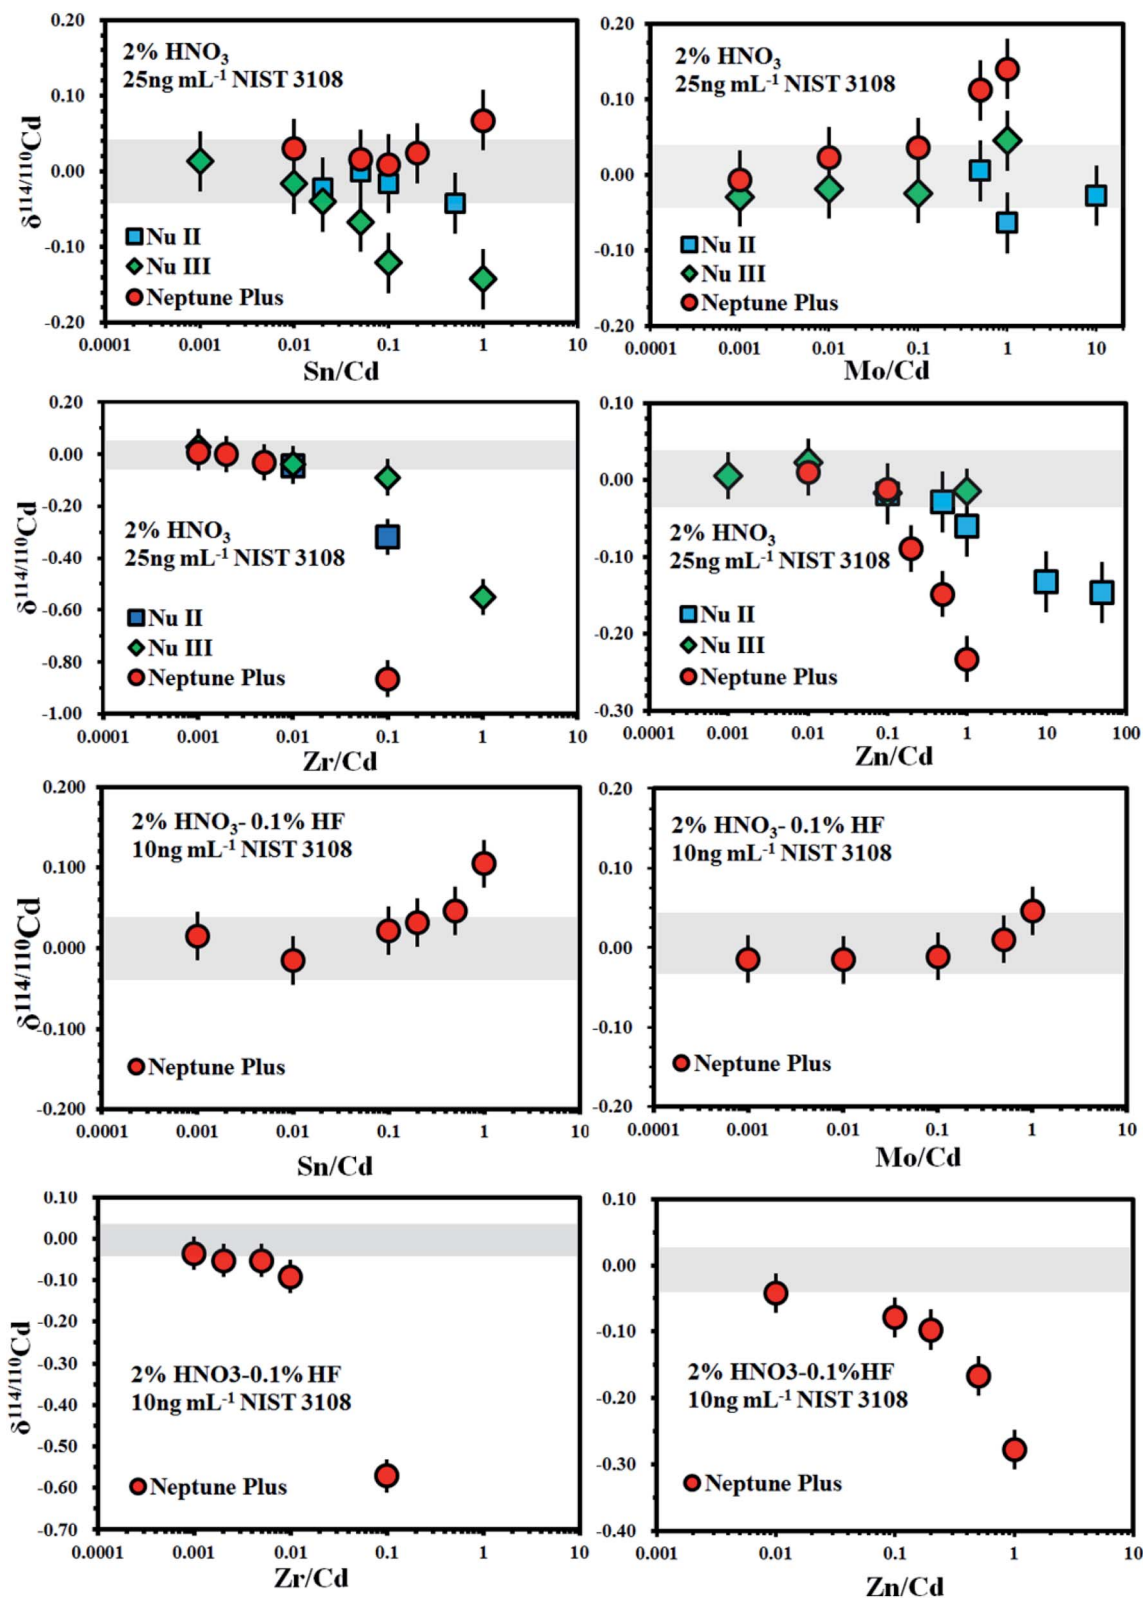 0.20
0.10
0.00
-0.10
-0.20
δ114/110Cd
2% HNO3
25ng mL-1 NIST 3108
Nu II
Nu III
Neptune Plus
0.0001 0.001 0.01 0.1 1 10
Sn/Cd
0.20
0.10
0.00
-0.10
-0.20
2% HNO3
25ng mL-1 NIST 3108
Nu II
Nu III
Neptune Plus
0.0001 0.001 0.01 0.1 1 10
Mo/Cd
0.20
0.00
-0.20
-0.40
-0.60
-0.80
-1.00
δ114/110Cd
2% HNO3
25ng mL-1 NIST 3108
Nu II
Nu III
Neptune Plus
0.0001 0.001 0.01 0.1 1 10
Zr/Cd
0.10
0.00
-0.10
-0.20
-0.30
2% HNO3
25ng mL-1 NIST 3108
Nu II
Nu III
Neptune Plus
0.0001 0.001 0.01 0.1 1 10 100
Zn/Cd
0.200
0.100
0.000
-0.100
-0.200
δ114/110Cd
2% HNO3- 0.1% HF
10ng mL-1 NIST 3108
Neptune Plus
0.0001 0.001 0.01 0.1 1 10
Sn/Cd
0.20
0.10
0.00
-0.10
-0.20
2% HNO3- 0.1% HF
10ng mL-1 NIST 3108
Neptune Plus
0.0001 0.001 0.01 0.1 1 10
Mo/Cd
0.10
0.00
-0.10
-0.20
-0.30
-0.40
-0.50
-0.60
-0.70
δ114/110Cd
2% HNO3-0.1% HF
10ng mL-1 NIST 3108
Neptune Plus
0.0001 0.001 0.01 0.1 1 10
Zr/Cd
0.10
0.00
-0.10
-0.20
-0.30
-0.40
2% HNO3-0.1%HF
10ng mL-1 NIST 3108
Neptune Plus
0.001 0.01 0.1 1 10
Zn/Cd